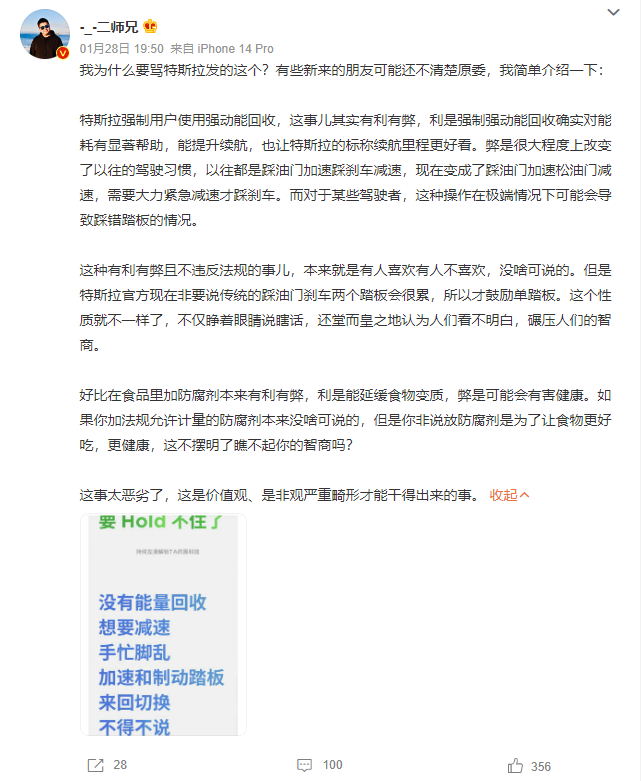 -_-二师兄
01月28日 19:50 来自 iPhone 14 Pro
我为什么要骂特斯拉发的这个？有些新来的朋友可能还不清楚原委，我简单介绍一下：
特斯拉强制用户使用强动能回收，这事儿其实有利有弊，利是强制强动能回收确实对能
耗有显著帮助，能提升续航，也让特斯拉的标称续航里程更好看。弊是很大程度上改变
了以往的驾驶习惯，以往都是踩油门加速踩刹车减速，现在变成了踩油门加速松油门减
速，需要大力紧急减速才踩刹车。而对于某些驾驶者，这种操作在极端情况下可能会导
致踩错踏板的情况。
这种有利有弊且不违反法规的事儿，本来就是有人喜欢有人不喜欢，没啥可说的。但是
特斯拉官方现在非要说传统的踩油门刹车两个踏板会很累，所以才鼓励单踏板。这个性
质就不一样了，不仅睁着眼睛说瞎话，还堂而皇之地认为人们看不明白，碾压人们的智
商。
好比在食品里加防腐剂本来有利有弊，利是能延缓食物变质，弊是可能会有害健康。如
果你加法规允许计量的防腐剂本来没啥可说的，但是你非说放防腐剂是为了让食物更好
吃，更健康，这不摆明了瞧不起你的智商吗？
这事太恶劣了，这是价值观、是非观严重畸形才能干得出来的事。 收起
要 Hold 不住了
没有能量回收
想要减速
手忙脚乱
加速和制动踏板
来回切换
不得不说
28
100
356